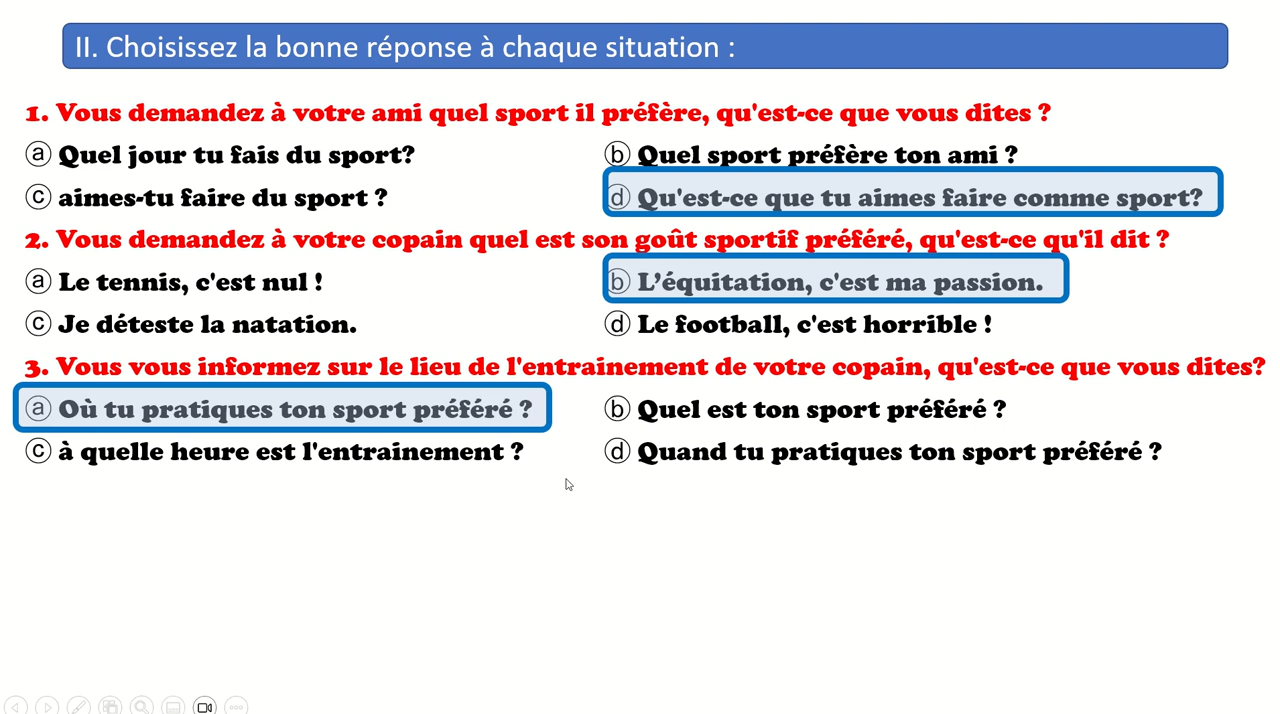 II. Choisissez la bonne réponse à chaque situation :
1. Vous demandez à votre ami quel sport il préfère, qu'est-ce que vous dites ?
ⓐ Quel jour tu fais du sport? ⓑ Quel sport préfère ton ami ?
ⓒ aimes-tu faire du sport ? ⓓ Qu'est-ce que tu aimes faire comme sport?
2. Vous demandez à votre copain quel est son goût sportif préféré, qu'est-ce qu'il dit ?
ⓐ Le tennis, c'est nul ! ⓑ L’équitation, c'est ma passion.
ⓒ Je déteste la natation. ⓓ Le football, c'est horrible !
3. Vous vous informez sur le lieu de l'entrainement de votre copain, qu'est-ce que vous dites?
ⓐ Où tu pratiques ton sport préféré ? ⓑ Quel est ton sport préféré ?
ⓒ à quelle heure est l'entrainement ? ⓓ Quand tu pratiques ton sport préféré ?